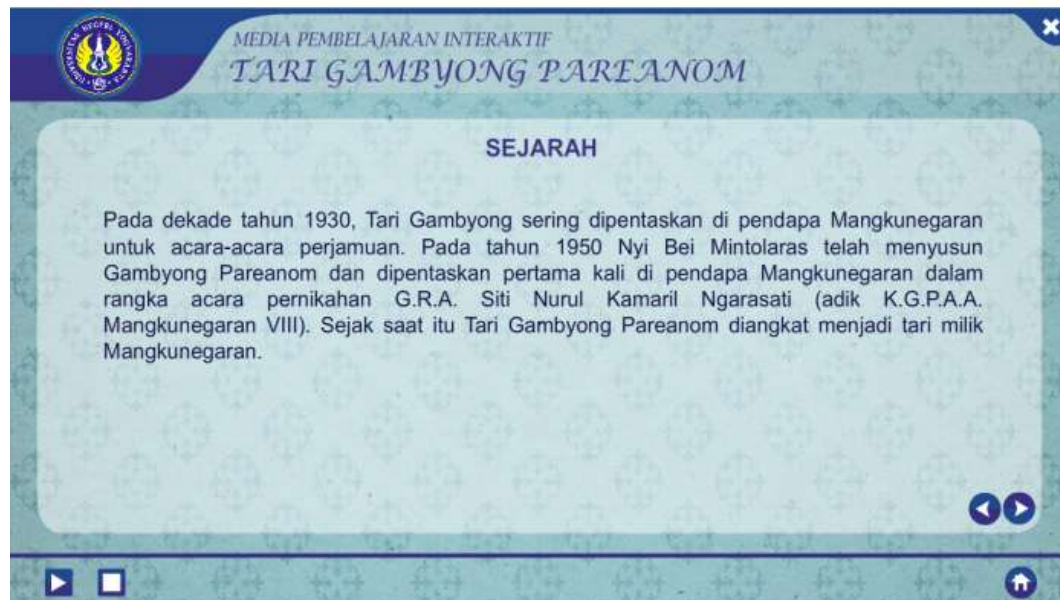 UNIVERSITAS NEGERI YOGYAKARTA
MEDIA PEMBELAJARAN INTERAKTIF
TARI GAMBYONG PAREANOM
SEJARAH
Pada dekade tahun 1930, Tari Gambyong sering dipentaskan di pendapa Mangkunegaran
untuk acara-acara perjamuan. Pada tahun 1950 Nyi Bei Mintolaras telah menyusun
Gambyong Pareanom dan dipentaskan pertama kali di pendapa Mangkunegaran dalam
rangka acara pernikahan G.R.A. Siti Nurul Kamaril Ngarasati (adik K.G.P.A.A.
Mangkunegaran VIII). Sejak saat itu Tari Gambyong Pareanom diangkat menjadi tari milik
Mangkunegaran.